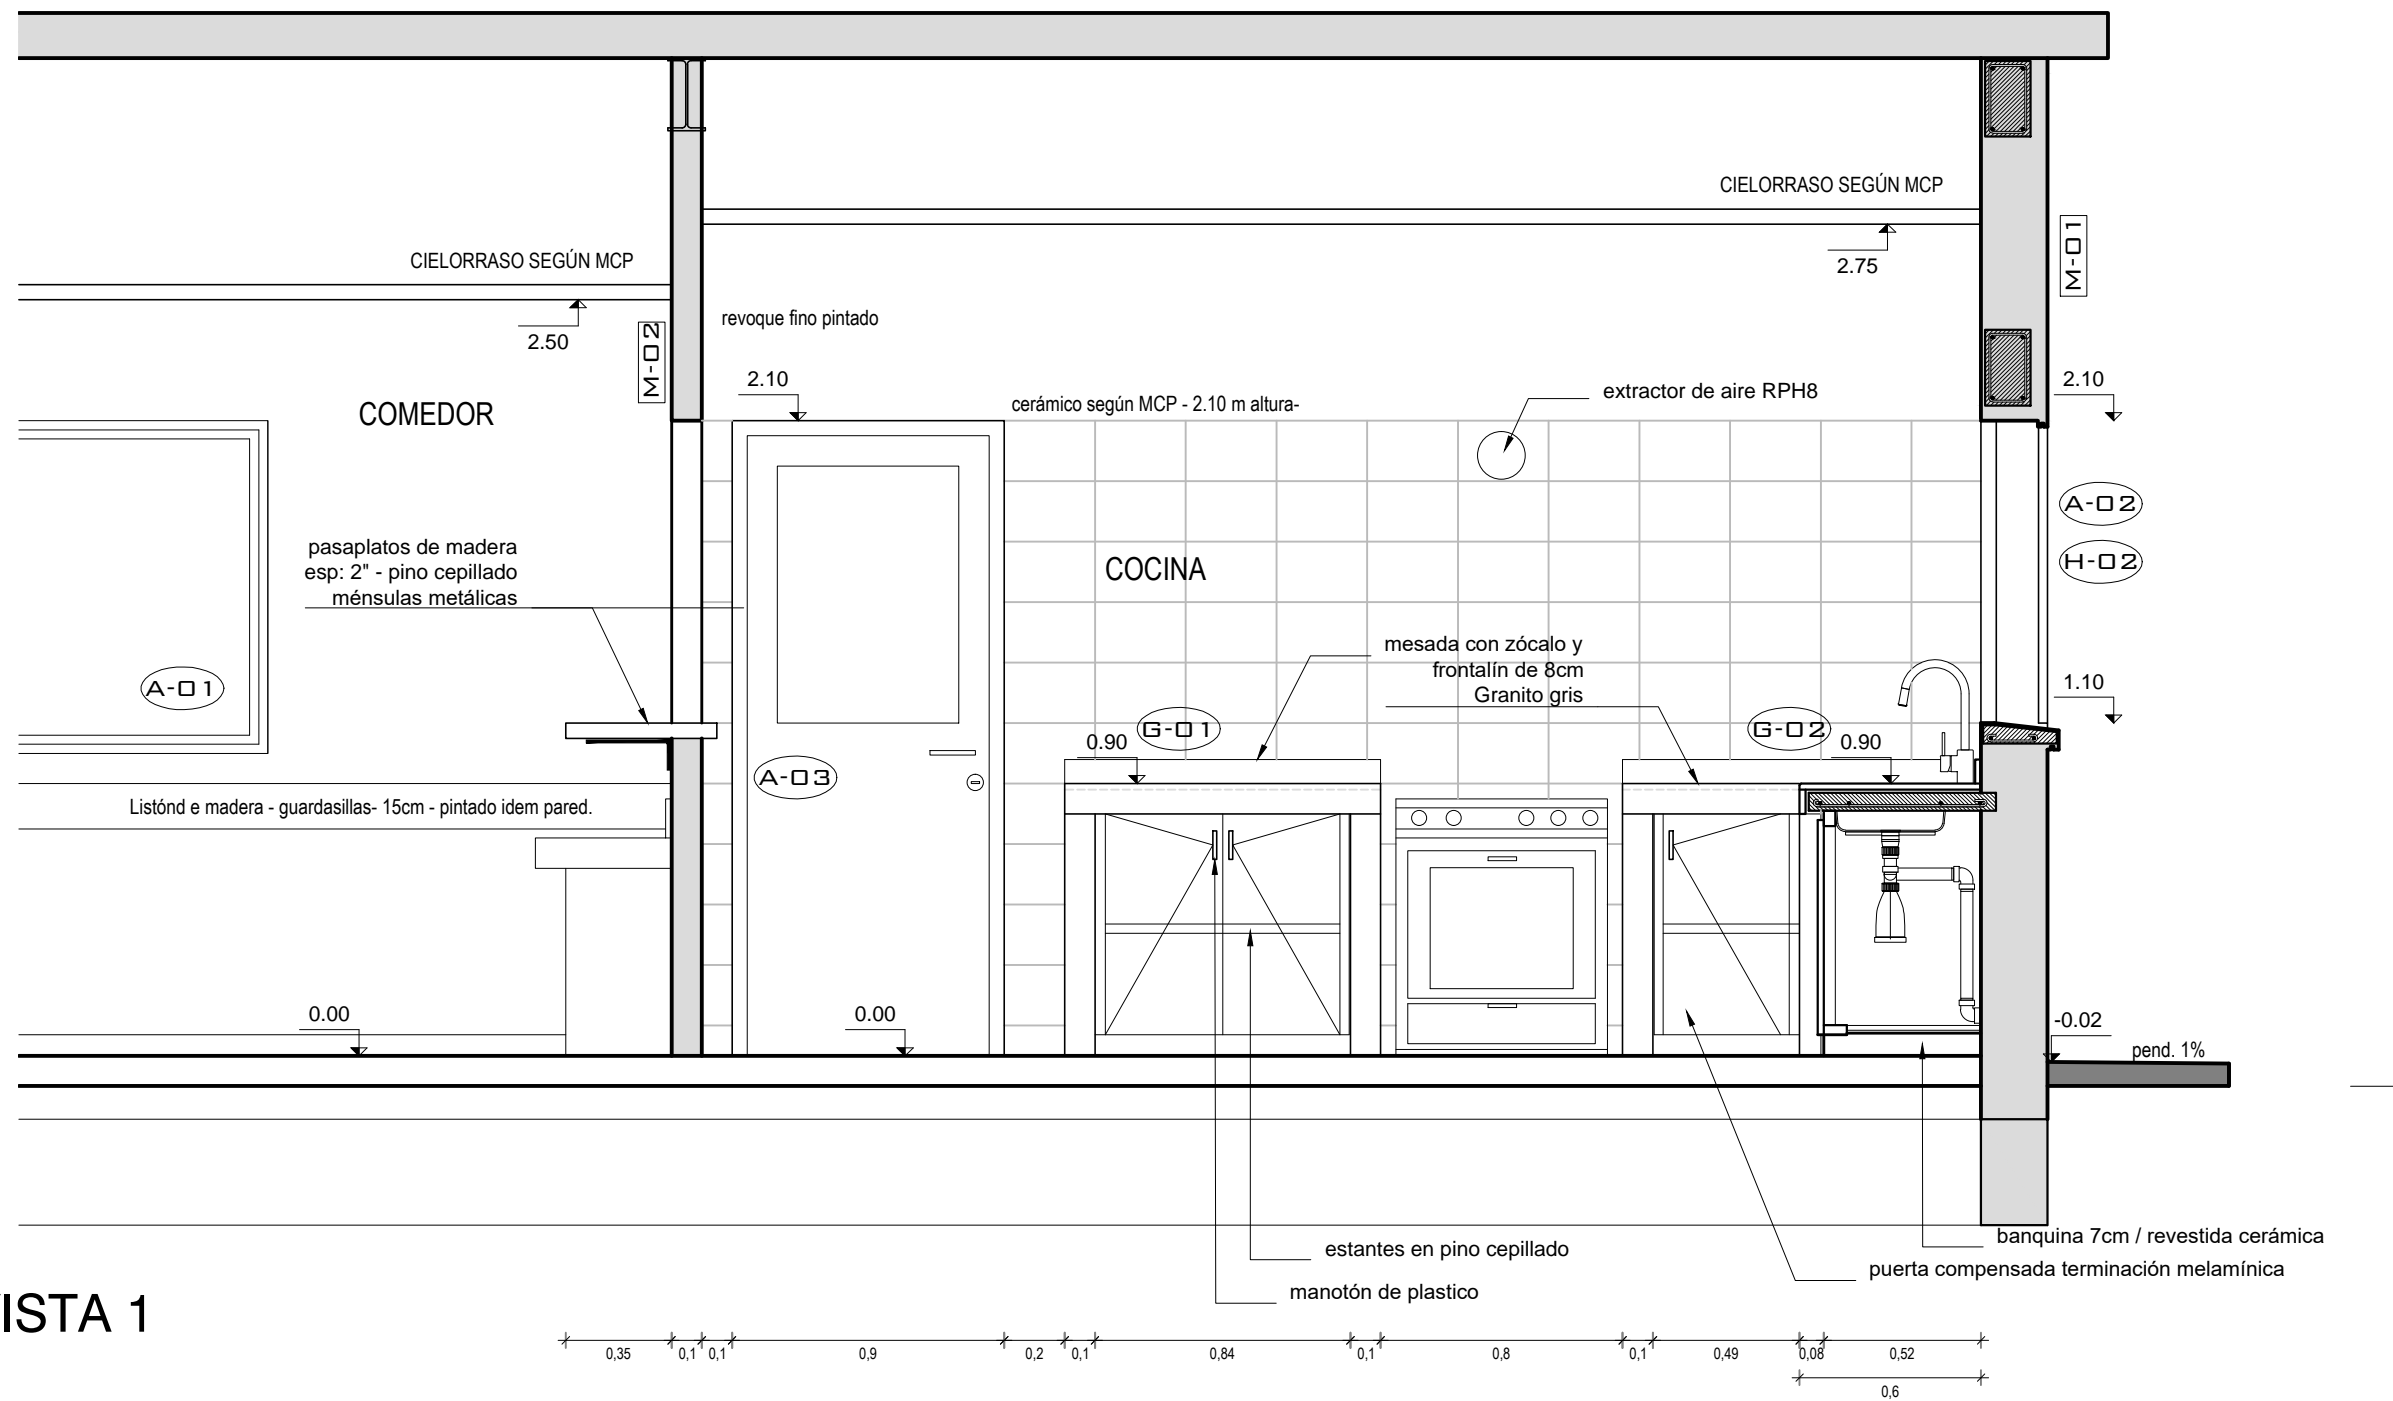 CIELORRASO SEGÚN MCP
2.75
M-01
CIELORRASO SEGÚN MCP
2.50
M-02
revoque fino pintado
2.10
cerámico según MCP - 2.10 m altura-
extractor de aire RPH8
2.10
COMEDOR
A-02
H-02
pasaplatos de madera
esp: 2" - pino cepillado
ménsulas metálicas
COCINA
mesada con zócalo y
frontalín de 8cm
Granito gris
A-01
1.10
G-01
G-02
0.90
0.90
A-03
Listónd e madera - guardasillas- 15cm - pintado idem pared.
0.00
0.00
-0.02
pend. 1%
banquina 7cm / revestida cerámica
estantes en pino cepillado
puerta compensada terminación melamínica
manotón de plastico
ISTA 1
0,35 0,1 0,1 0,9 0,2 0,1 0,84 0,1 0,8 0,1 0,49 0,08 0,52
0,6